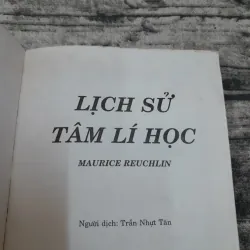 LỊCH SỬ
TÂM LÍ HỌC
MAURICE REUCHLIN
Người dịch: Trần Nhựt Tân